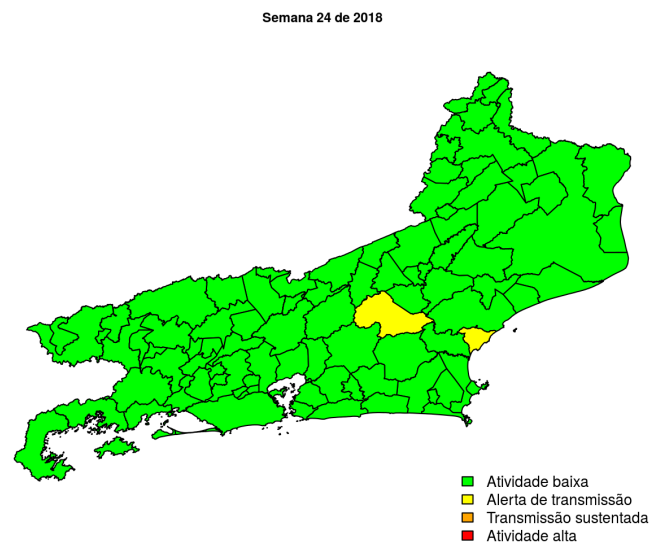 Semana 24 de 2018
Atividade baixa
Alerta de transmissão
Transmissão sustentada
Atividade alta